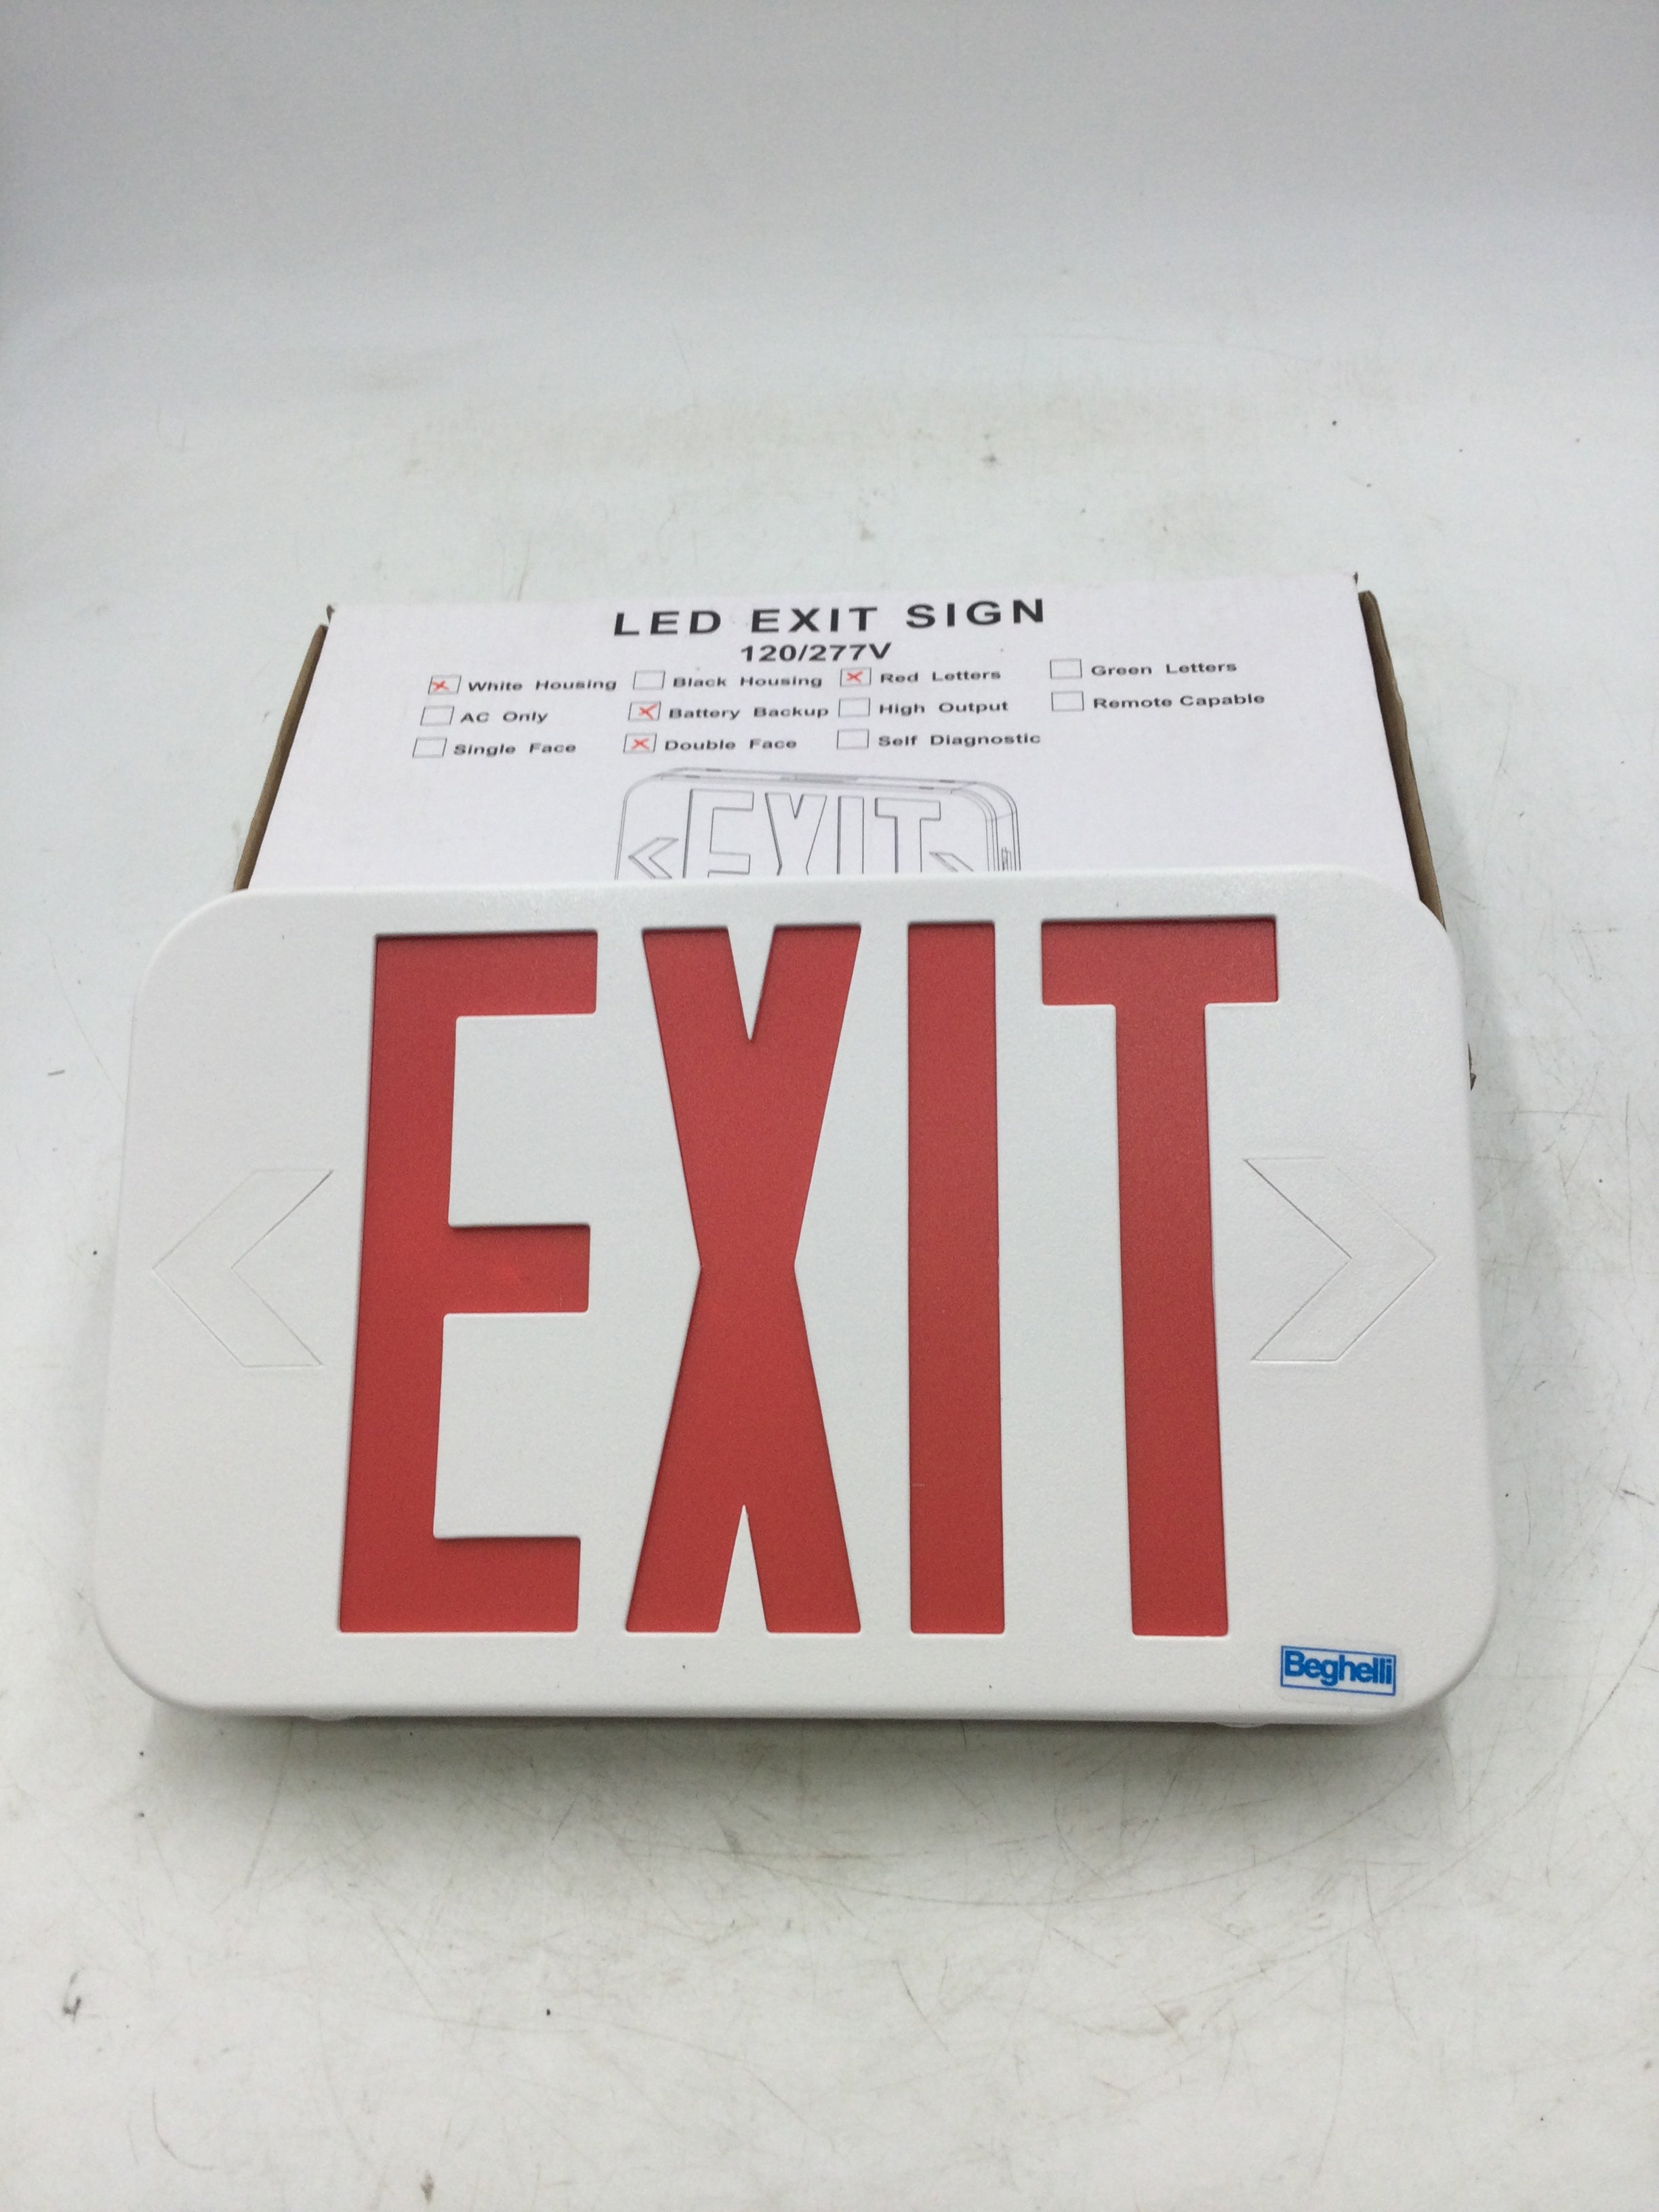 LED EXIT SIGN
120/277V
White Housing Black Housing Red Letters Green Letters
AC Only Battery Backup High Output Remote Capable
Single Face Double Face Self Diagnostic
EXIT
EXIT
Beghelli